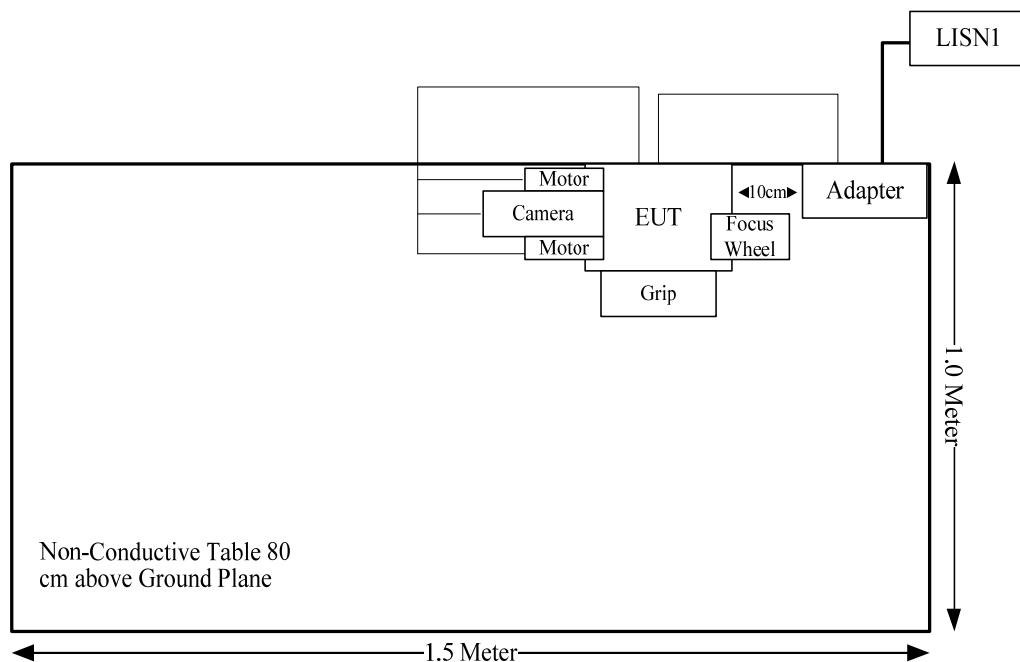 LISN1
Motor
Camera
Motor
EUT
10cm
Adapter
Focus
Wheel
Grip
1.0 Meter
Non-Conductive Table 80
cm above Ground Plane
1.5 Meter